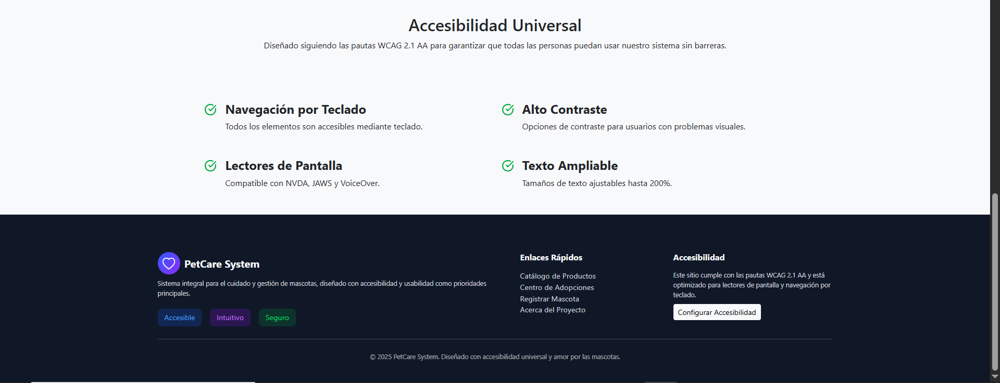 Accesibilidad Universal
Diseñado siguiendo las pautas WCAG 2.1 AA para garantizar que todas las personas puedan usar nuestro sistema sin barreras.
Navegación por Teclado
Todos los elementos son accesibles mediante teclado.
Alto Contraste
Opciones de contraste para usuarios con problemas visuales.
Lectores de Pantalla
Compatible con NVDA, JAWS y VoiceOver.
Texto Ampliable
Tamaños de texto ajustables hasta 200%.
PetCare System
Sistema integral para el cuidado y gestión de mascotas, diseñado con accesibilidad y usabilidad como prioridades
principales.
Accesible
Intuitivo
Seguro
Enlaces Rápidos
Catálogo de Productos
Centro de Adopciones
Registrar Mascota
Acerca del Proyecto
Accesibilidad
Este sitio cumple con las pautas WCAG 2.1 AA y está
optimizado para lectores de pantalla y navegación por
teclado.
Configurar Accesibilidad
© 2025 PetCare System. Diseñado con accesibilidad universal y amor por las mascotas.